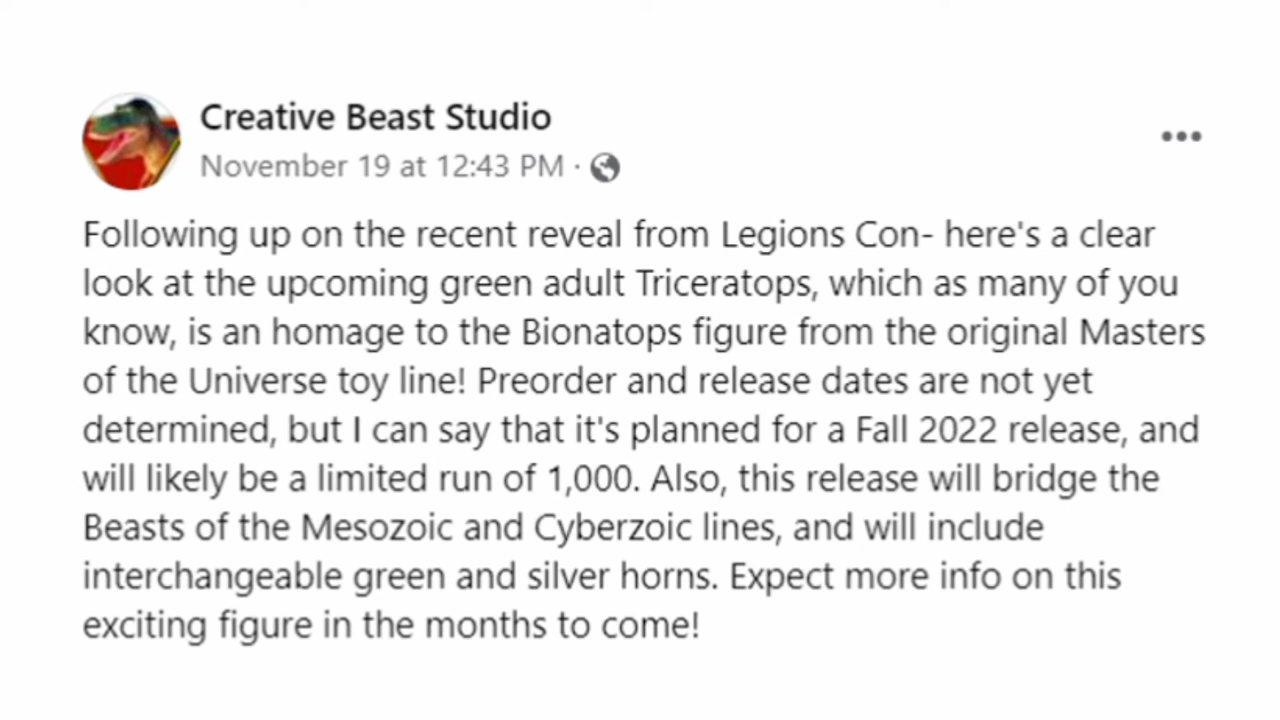 Creative Beast Studio
November 19 at 12:43 PM ·
Following up on the recent reveal from Legions Con- here's a clear
look at the upcoming green adult Triceratops, which as many of you
know, is an homage to the Bionatops figure from the original Masters
of the Universe toy line! Preorder and release dates are not yet
determined, but I can say that it's planned for a Fall 2022 release, and
will likely be a limited run of 1,000. Also, this release will bridge the
Beasts of the Mesozoic and Cyberzoic lines, and will include
interchangeable green and silver horns. Expect more info on this
exciting figure in the months to come!